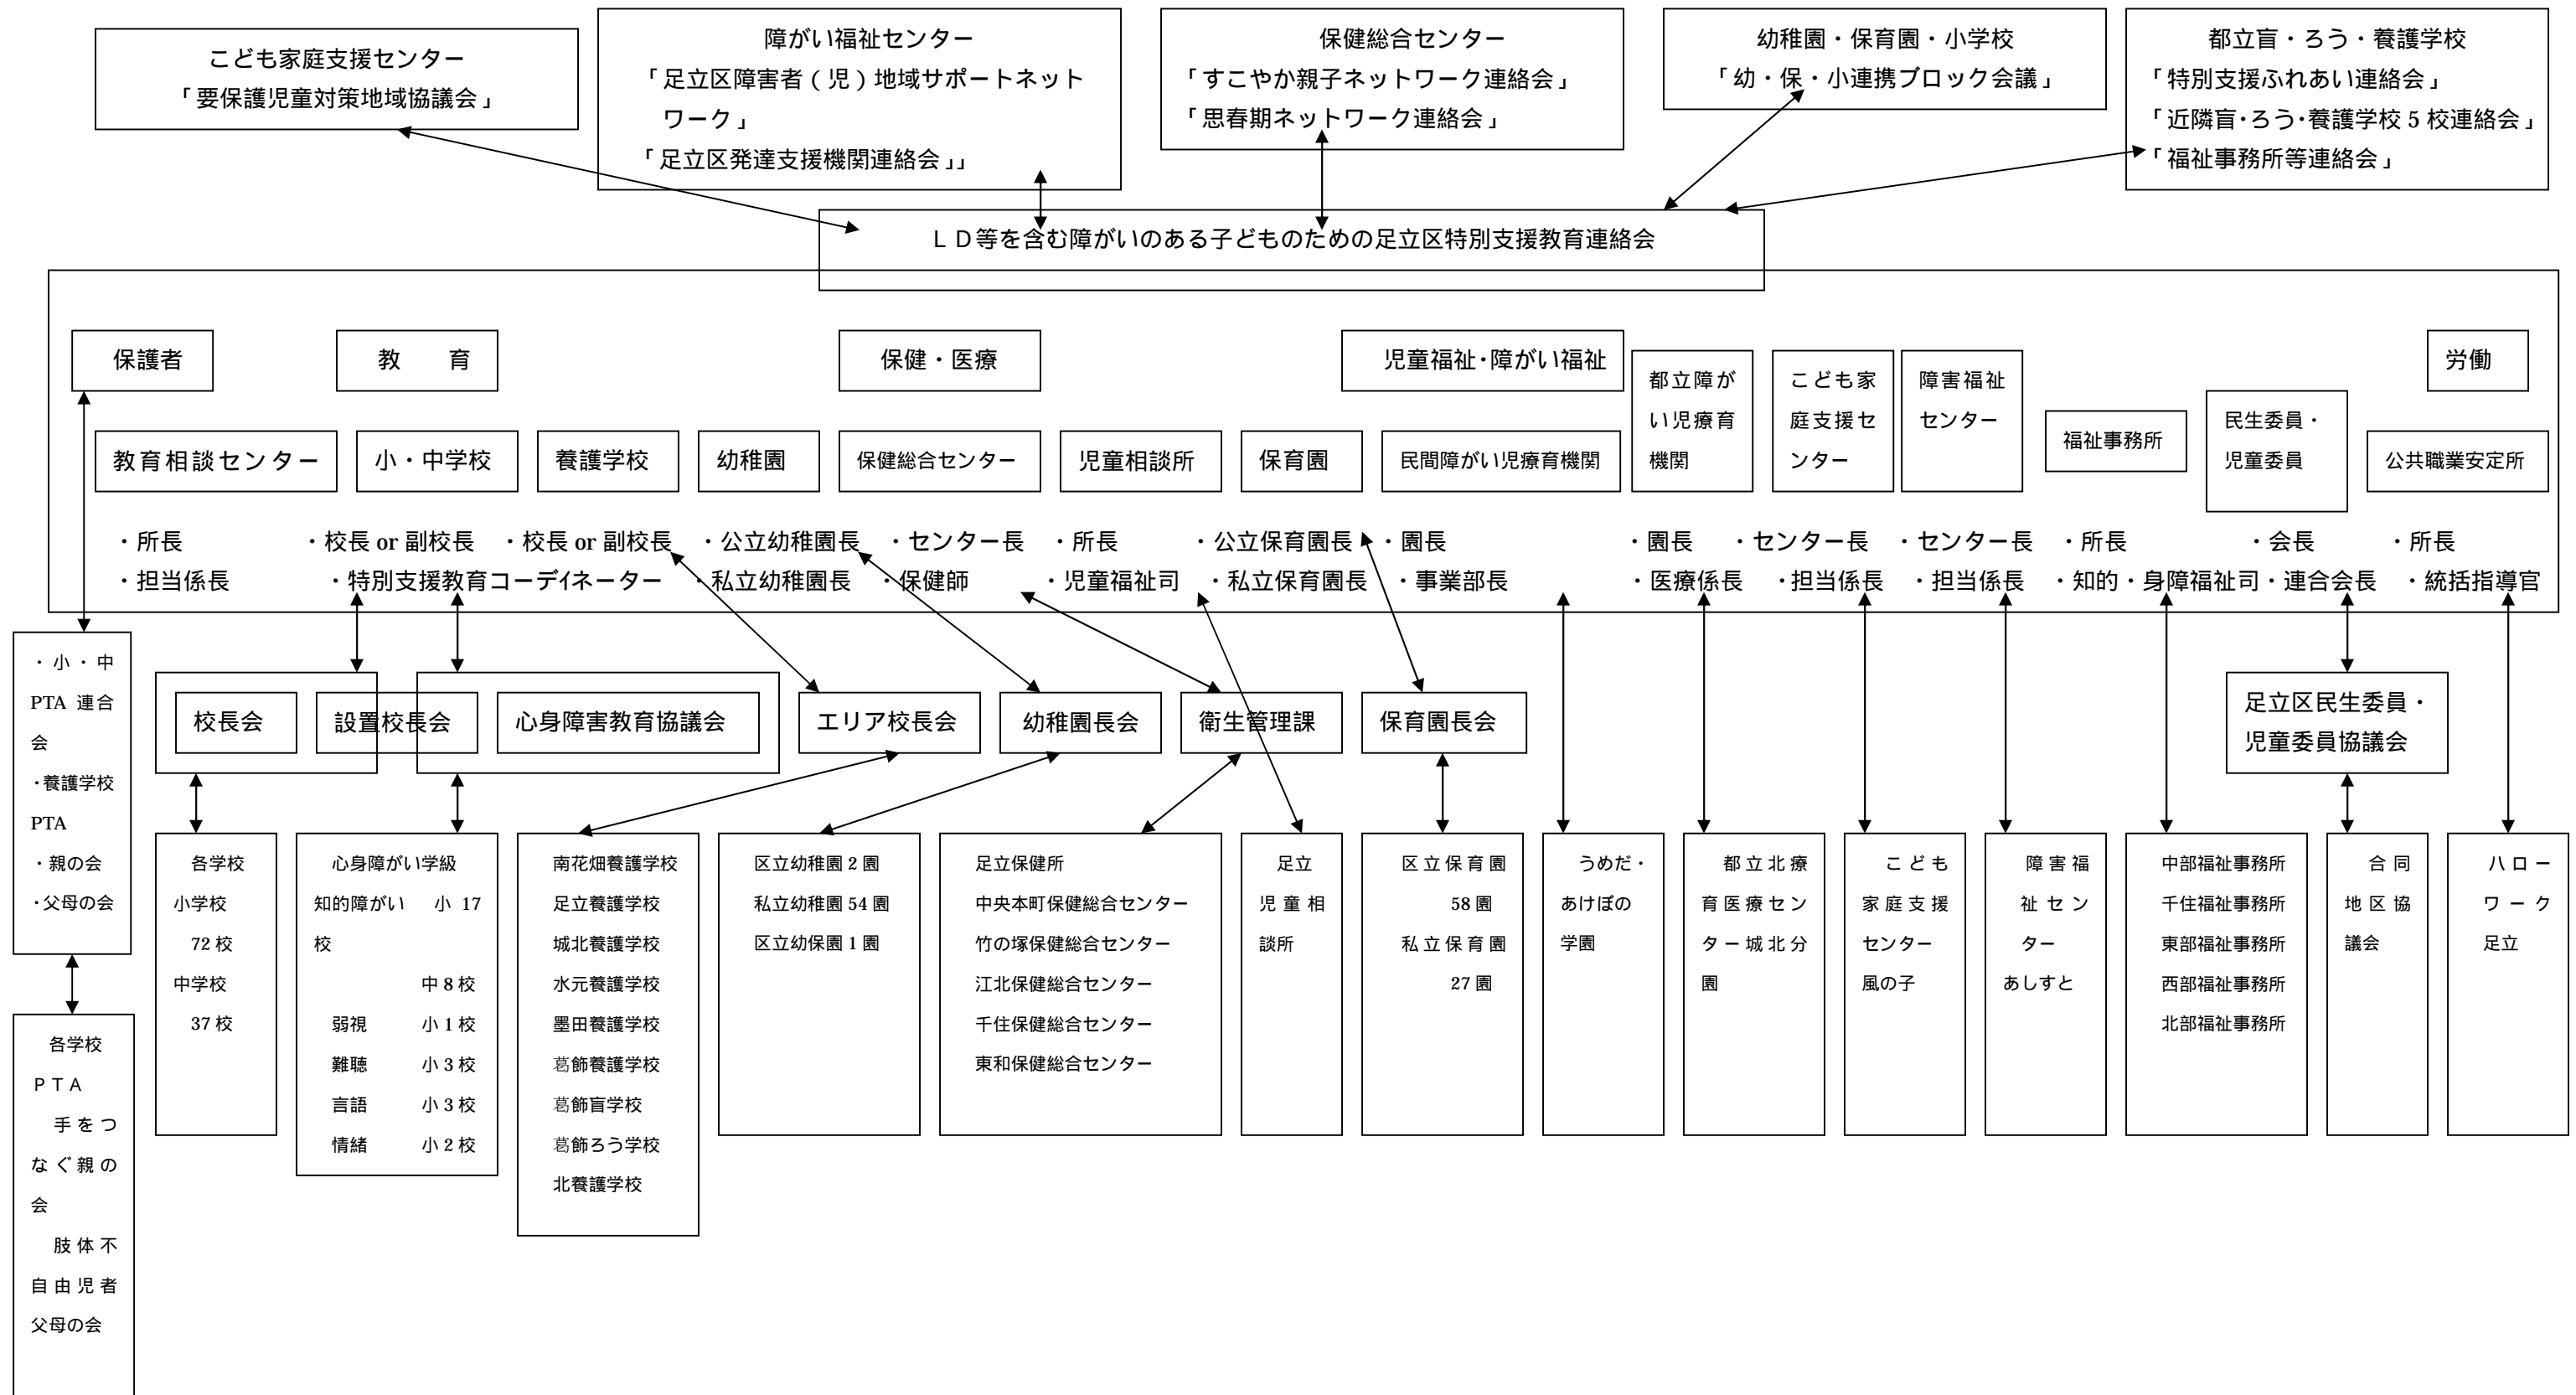 こども家庭支援センター
「要保護児童対策地域協議会」
障がい福祉センター
「足立区障害者（児）地域サポートネット
ワーク」
「足立区発達支援機関連絡会」」
保健総合センター
「すこやか親子ネットワーク連絡会」
「思春期ネットワーク連絡会」
幼稚園・保育園・小学校
「幼・保・小連携ブロック会議」
都立盲・ろう・養護学校
「特別支援ふれあい連絡会」
「近隣盲・ろう・養護学校5校連絡会」
「福祉事務所等連絡会」
ＬＤ等を含む障がいのある子どものための足立区特別支援教育連絡会
保護者
教　　育
保健・医療
児童福祉・障がい福祉
労働
教育相談センター
小・中学校
養護学校
幼稚園
保健総合センター
児童相談所
保育園
民間障がい児療育機関
都立障が
い児療育
機関
こども家
庭支援セ
ンター
障害福祉
センター
福祉事務所
民生委員・
児童委員
公共職業安定所
・所長　・校長 or 副校長　・校長 or 副校長　・公立幼稚園長　・センター長　・所長　・公立保育園長　・園長　・園長　・センター長　・センター長　・所長　・会長　・所長
・担当係長　・特別支援教育コーディネーター　・私立幼稚園長　・保健師　・児童福祉司　・私立保育園長　・事業部長　・医療係長　・担当係長　・担当係長　・知的・身障福祉司・連合会長　・統括指導官
・小・中
PTA 連合
会
・養護学校
PTA
・親の会
・父母の会
校長会
設置校長会
心身障害教育協議会
エリア校長会
幼稚園長会
衛生管理課
保育園長会
足立区民生委員・
児童委員協議会
各学校
ＰＴＡ
手をつ
なぐ親の
会
肢体不
自由児者
父母の会
各学校
小学校
72校
中学校
37校
心身障がい学級
知的障がい　小 17
校
中8校
弱視　小1校
難聴　小3校
言語　小3校
情緒　小2校
南花畑養護学校
足立養護学校
城北養護学校
水元養護学校
墨田養護学校
葛飾養護学校
葛飾盲学校
葛飾ろう学校
北養護学校
区立幼稚園2園
私立幼稚園54園
区立幼保園1園
足立保健所
中央本町保健総合センター
竹の塚保健総合センター
江北保健総合センター
千住保健総合センター
東和保健総合センター
足立
児童相
談所
区立保育園
58園
私立保育園
27園
うめだ・
あけぼの
学園
都立北療
育医療セン
ター城北分
園
こども
家庭支援
センター
風の子
障害福
祉セン
ター
あしすと
中部福祉事務所
千住福祉事務所
東部福祉事務所
西部福祉事務所
北部福祉事務所
合同
地区協
議会
ハロー
ワーク
足立